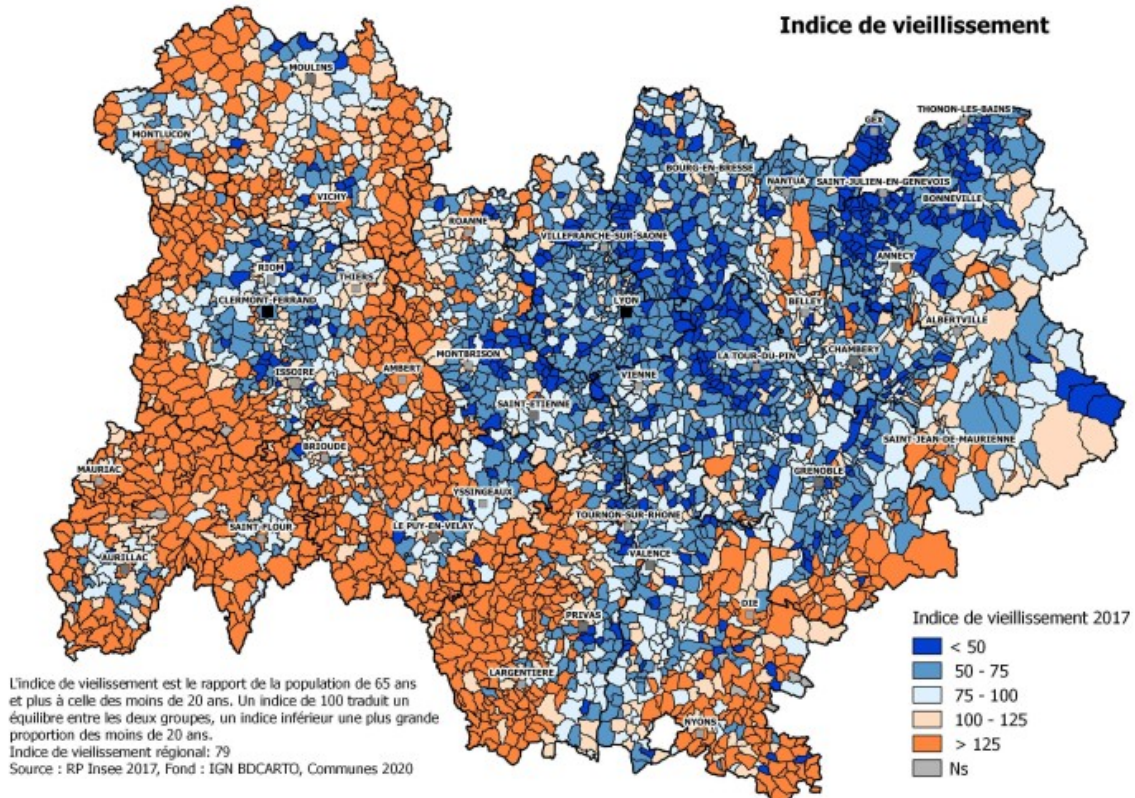 Indice de vieillissement
MOULINS
THONON-LES-BAINS
GEX
MONTLUCON
BOURG-EN-BRESSE
NANTUA
SAINT-JULIEN-EN-GENEVOIS
VICHY
BONNEVILLE
ROANNE
VILLEFRANCHE-SUR-SAONE
RIOM
THIERS
ANNECY
CLERMONT-FERRAND
LYON
BELLEY
ALBERTVILLE
MONTBRISON
LA TOUR-DU-PIN
CHAMBERY
ISSOIRE
AMBERT
VIENNE
SAINT-ETIENNE
SAINT-JEAN-DE-MAURIENNE
BRIOUDE
MAURIAC
GRENOBLE
YSSINGEAUX
TOURNON-SUR-RHONE
SAINT-FLOUR
LE PUY-EN-VELAY
AURILLAC
VALENCE
DIE
PRIVAS
LARGENTIERE
NYONS
Indice de vieillissement 2017
< 50
50 - 75
75 - 100
100 - 125
> 125
Ns
L'indice de vieillissement est le rapport de la population de 65 ans
et plus à celle des moins de 20 ans. Un indice de 100 traduit un
équilibre entre les deux groupes, un indice inférieur une plus grande
proportion des moins de 20 ans.
Indice de vieillissement régional: 79
Source : RP Insee 2017, Fond : IGN BDCARTO, Communes 2020